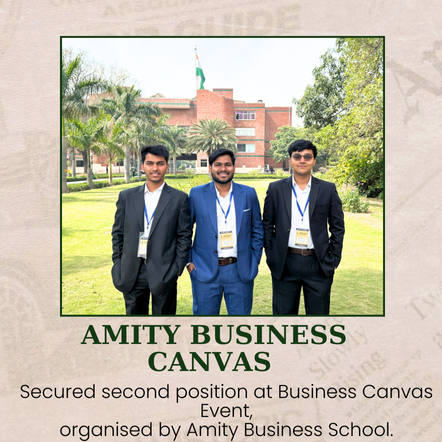 AMITY BUSINESS
CANVAS
Secured second position at Business Canvas
Event,
organised by Amity Business School.